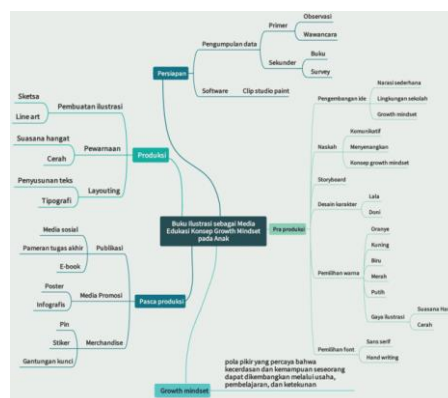 Buku Ilustrasi sebagai Media
Edukasi Konsep Growth Mindset
pada Anak
Persiapan
Pengumpulan data
Primer
Observasi
Wawancara
Sekunder
Buku
Survey
Software
Clip studio paint
Produksi
Pembuatan ilustrasi
Sketsa
Line art
Pewarnaan
Suasana hangat
Cerah
Layouting
Penyusunan teks
Tipografi
Pra produksi
Pengembangan ide
Narasi sederhana
Lingkungan sekolah
Growth mindset
Naskah
Komunikatif
Menyenangkan
Konsep growth mindset
Storyboard
Desain karakter
Lala
Doni
Pemilihan warna
Oranye
Kuning
Biru
Merah
Putih
Gaya ilustrasi
Suasana Ha
Cerah
Pemilihan font
Sans serif
Hand writing
Pasca produksi
Publikasi
Media sosial
Pameran tugas akhir
E-book
Media Promosi
Poster
Infografis
Merchandise
Pin
Stiker
Gantungan kunci
Growth mindset
pola pikir yang percaya bahwa
kecerdasan dan kemampuan seseorang
dapat dikembangkan melalui usaha,
pembelajaran, dan ketekunan